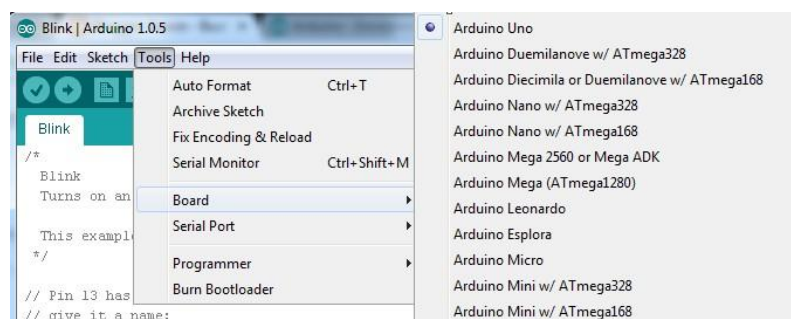 Blink | Arduino 1.0.5
File Edit Sketch Tools Help
Auto Format Ctrl+T
Archive Sketch
Fix Encoding & Reload
Serial Monitor Ctrl+Shift+M
Board
Serial Port
Programmer
Burn Bootloader
Blink
/*
Blink
Turns on an
This example
*/
// Pin 13 has
// give it a name:
Arduino Uno
Arduino Duemilanove w/ ATmega328
Arduino Diecimila or Duemilanove w/ ATmega168
Arduino Nano w/ ATmega328
Arduino Nano w/ ATmega168
Arduino Mega 2560 or Mega ADK
Arduino Mega (ATmega1280)
Arduino Leonardo
Arduino Esplora
Arduino Micro
Arduino Mini w/ ATmega328
Arduino Mini w/ ATmega168